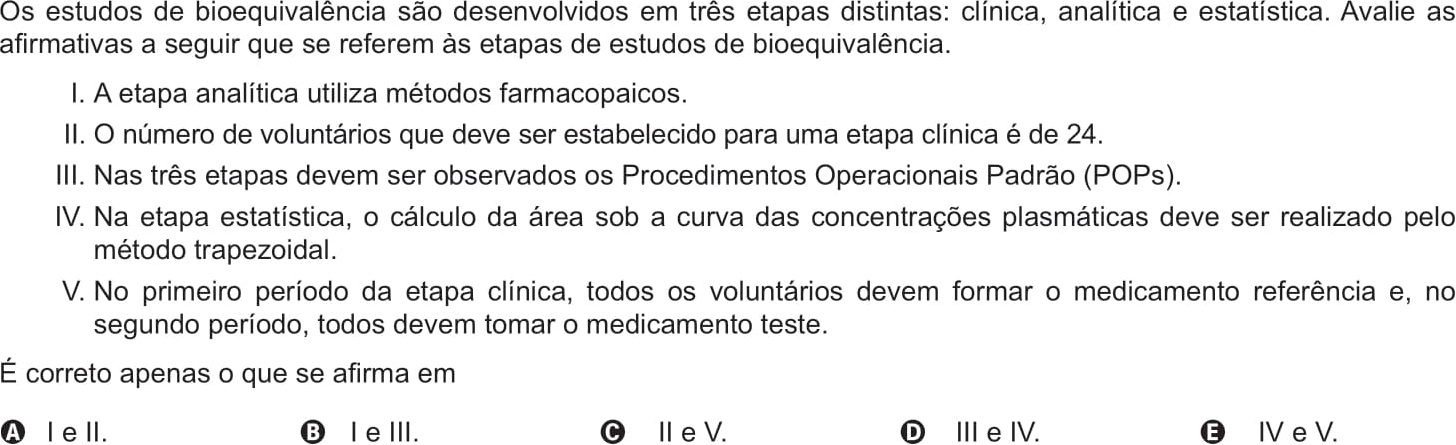 Os estudos de bioequivalência são desenvolvidos em três etapas distintas: clínica, analítica e estatística. Avalie as
afirmativas a seguir que se referem às etapas de estudos de bioequivalência.
I. A etapa analítica utiliza métodos farmacopaicos.
II. O número de voluntários que deve ser estabelecido para uma etapa clínica é de 24.
III. Nas três etapas devem ser observados os Procedimentos Operacionais Padrão (POPs).
IV. Na etapa estatística, o cálculo da área sob a curva das concentrações plasmáticas deve ser realizado pelo
método trapezoidal.
V. No primeiro período da etapa clínica, todos os voluntários devem formar o medicamento referência e, no
segundo período, todos devem tomar o medicamento teste.
É correto apenas o que se afirma em
A I e II. B I e III. C II e V. D III e IV. E IV e V.